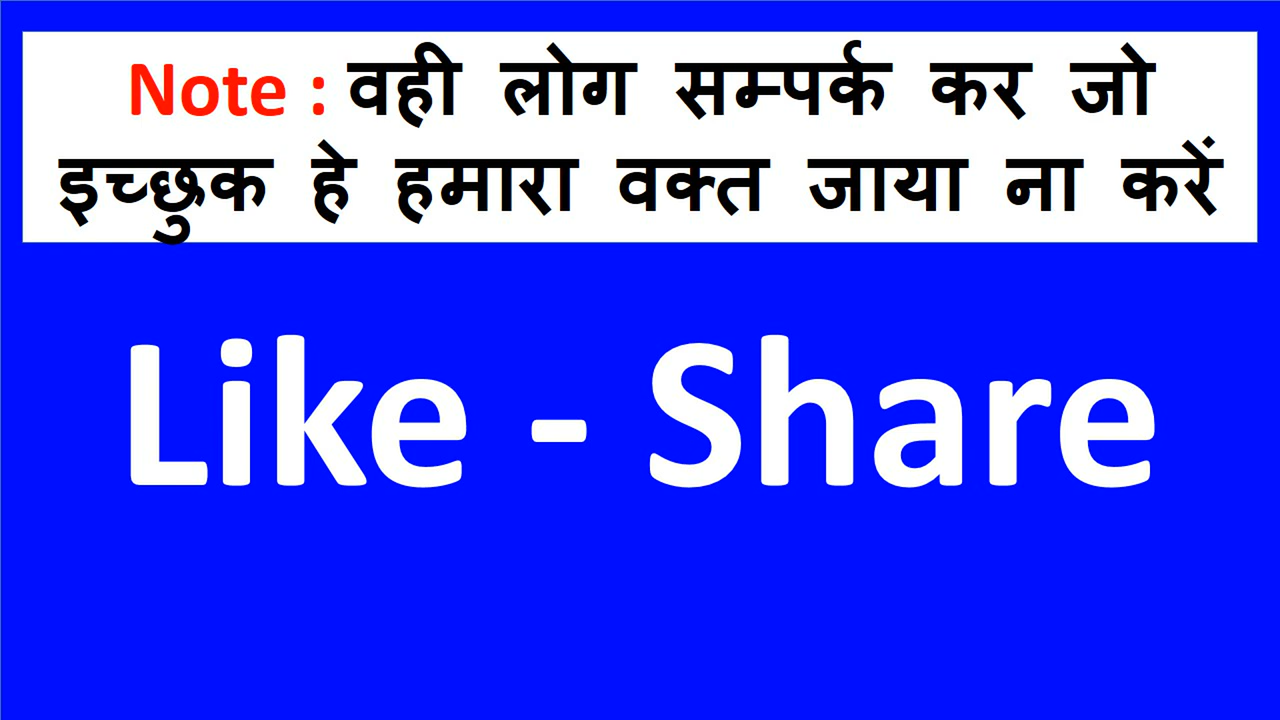 Note : वही लोग सम्पर्क कर जो
इच्छुक हे हमारा वक्त जाया ना करें
Like - Share